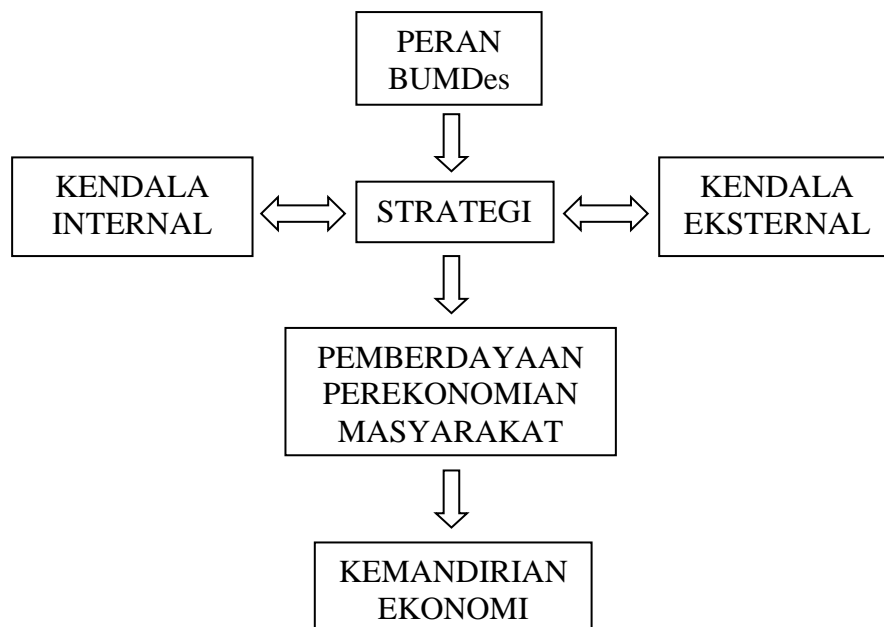 PERAN
BUMDes
KENDALA
INTERNAL
STRATEGI
KENDALA
EKSTERNAL
PEMBERDAYAAN
PEREKONOMIAN
MASYARAKAT
KEMANDIRIAN
EKONOMI